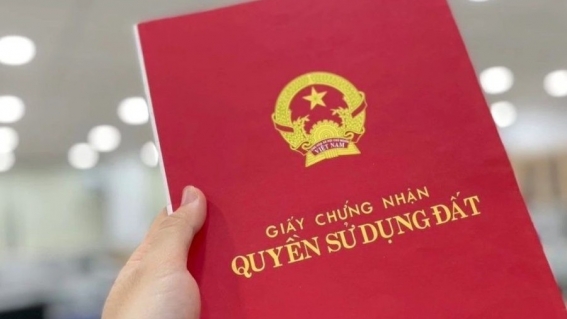 VIỆT NAM
GIẤY CHỨNG NHẬN
QUYỀN SỬ DỤNG ĐẤT